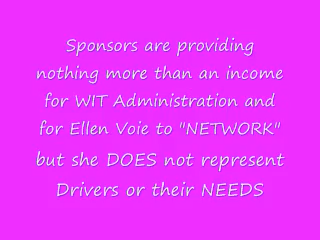 Sponsors are providing
nothing more than an income
for WIT Administration and
for Ellen Voie to "NETWORK"
but she DOES not represent
Drivers or their NEEDS